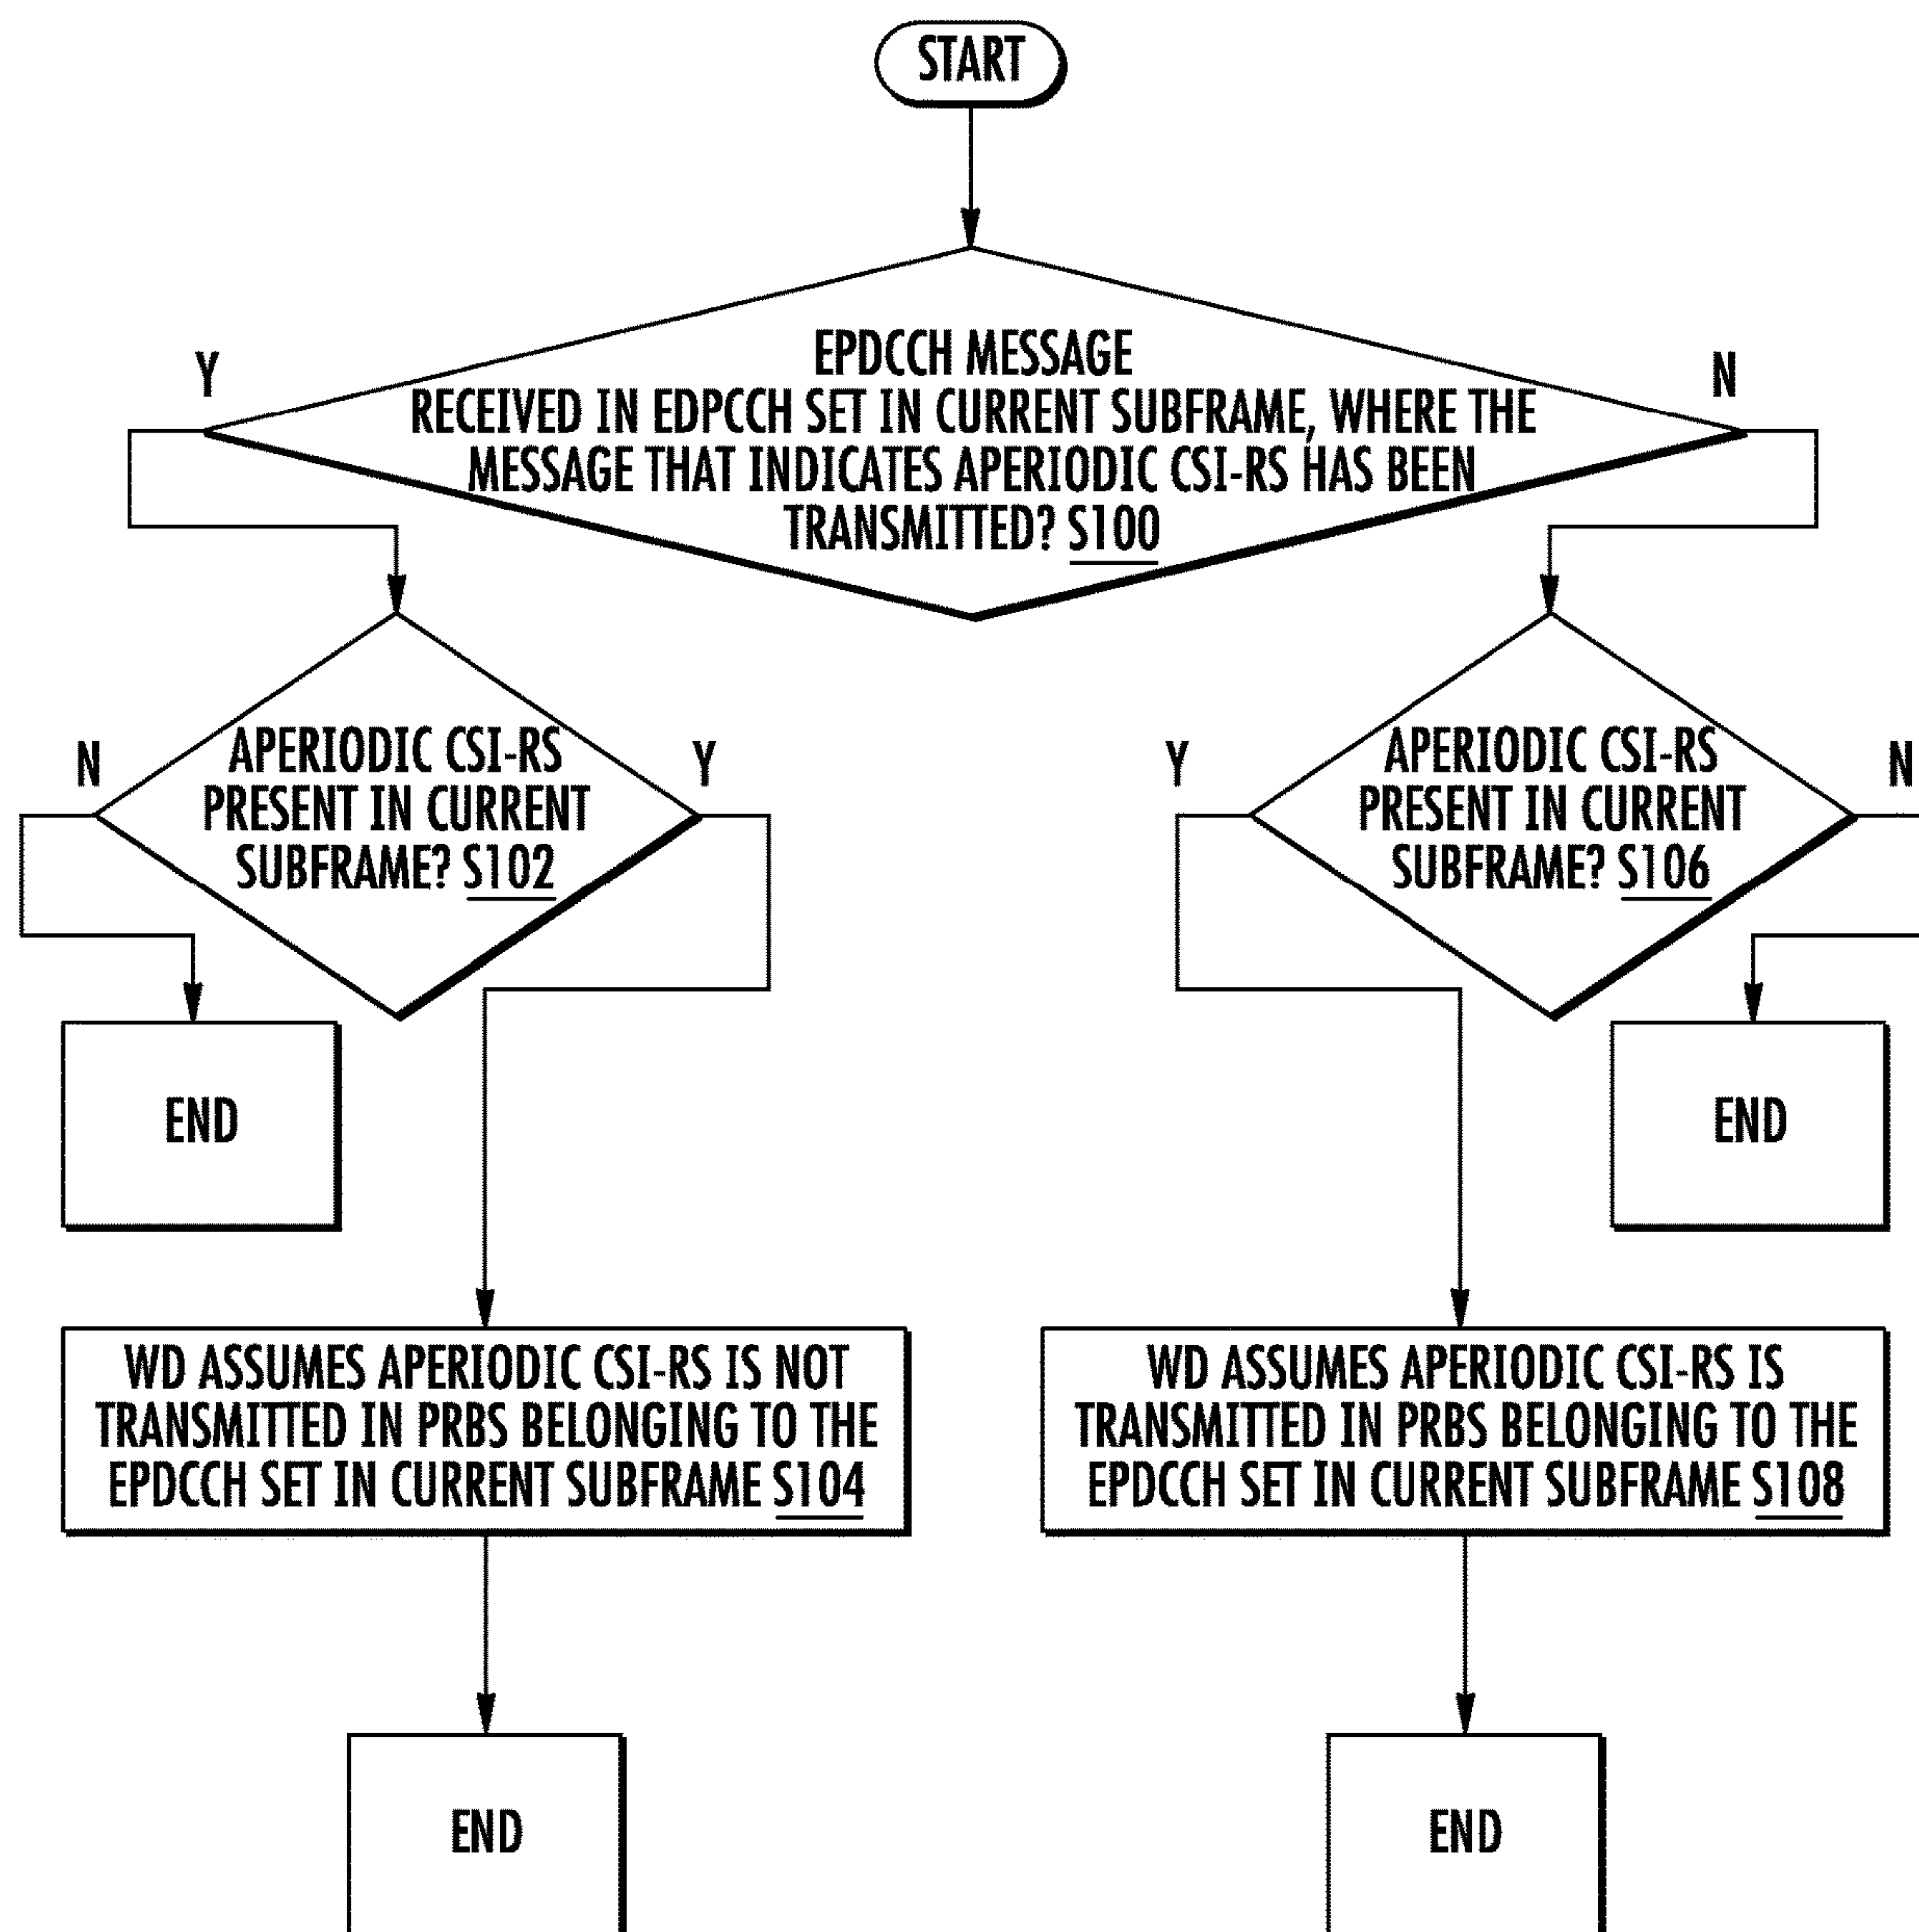 START
EPDCCH MESSAGE
RECEIVED IN EDPCCH SET IN CURRENT SUBFRAME, WHERE THE
MESSAGE THAT INDICATES APERIODIC CSI-RS HAS BEEN
TRANSMITTED? S100
Y
N
N
APERIODIC CSI-RS
PRESENT IN CURRENT
SUBFRAME? S102
Y
Y
APERIODIC CSI-RS
PRESENT IN CURRENT
SUBFRAME? S106
N
END
END
WD ASSUMES APERIODIC CSI-RS IS NOT
TRANSMITTED IN PRBS BELONGING TO THE
EPDCCH SET IN CURRENT SUBFRAME S104
WD ASSUMES APERIODIC CSI-RS IS
TRANSMITTED IN PRBS BELONGING TO THE
EPDCCH SET IN CURRENT SUBFRAME S108
END
END